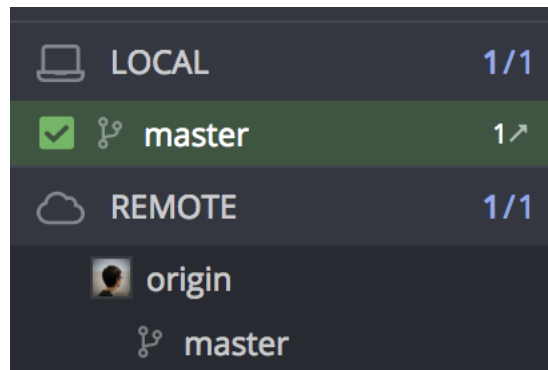 LOCAL 1/1
master 1↗
REMOTE 1/1
origin
master